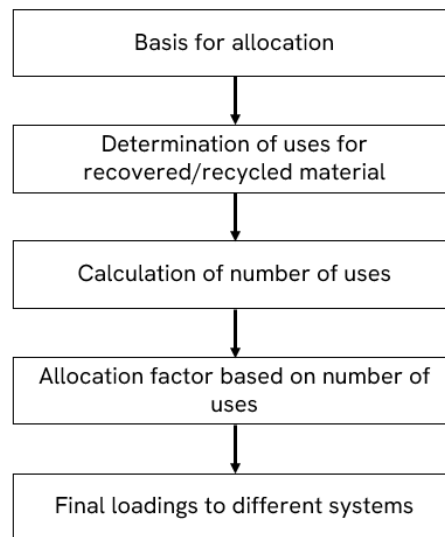 Basis for allocation
Determination of uses for
recovered/recycled material
Calculation of number of uses
Allocation factor based on number of
uses
Final loadings to different systems